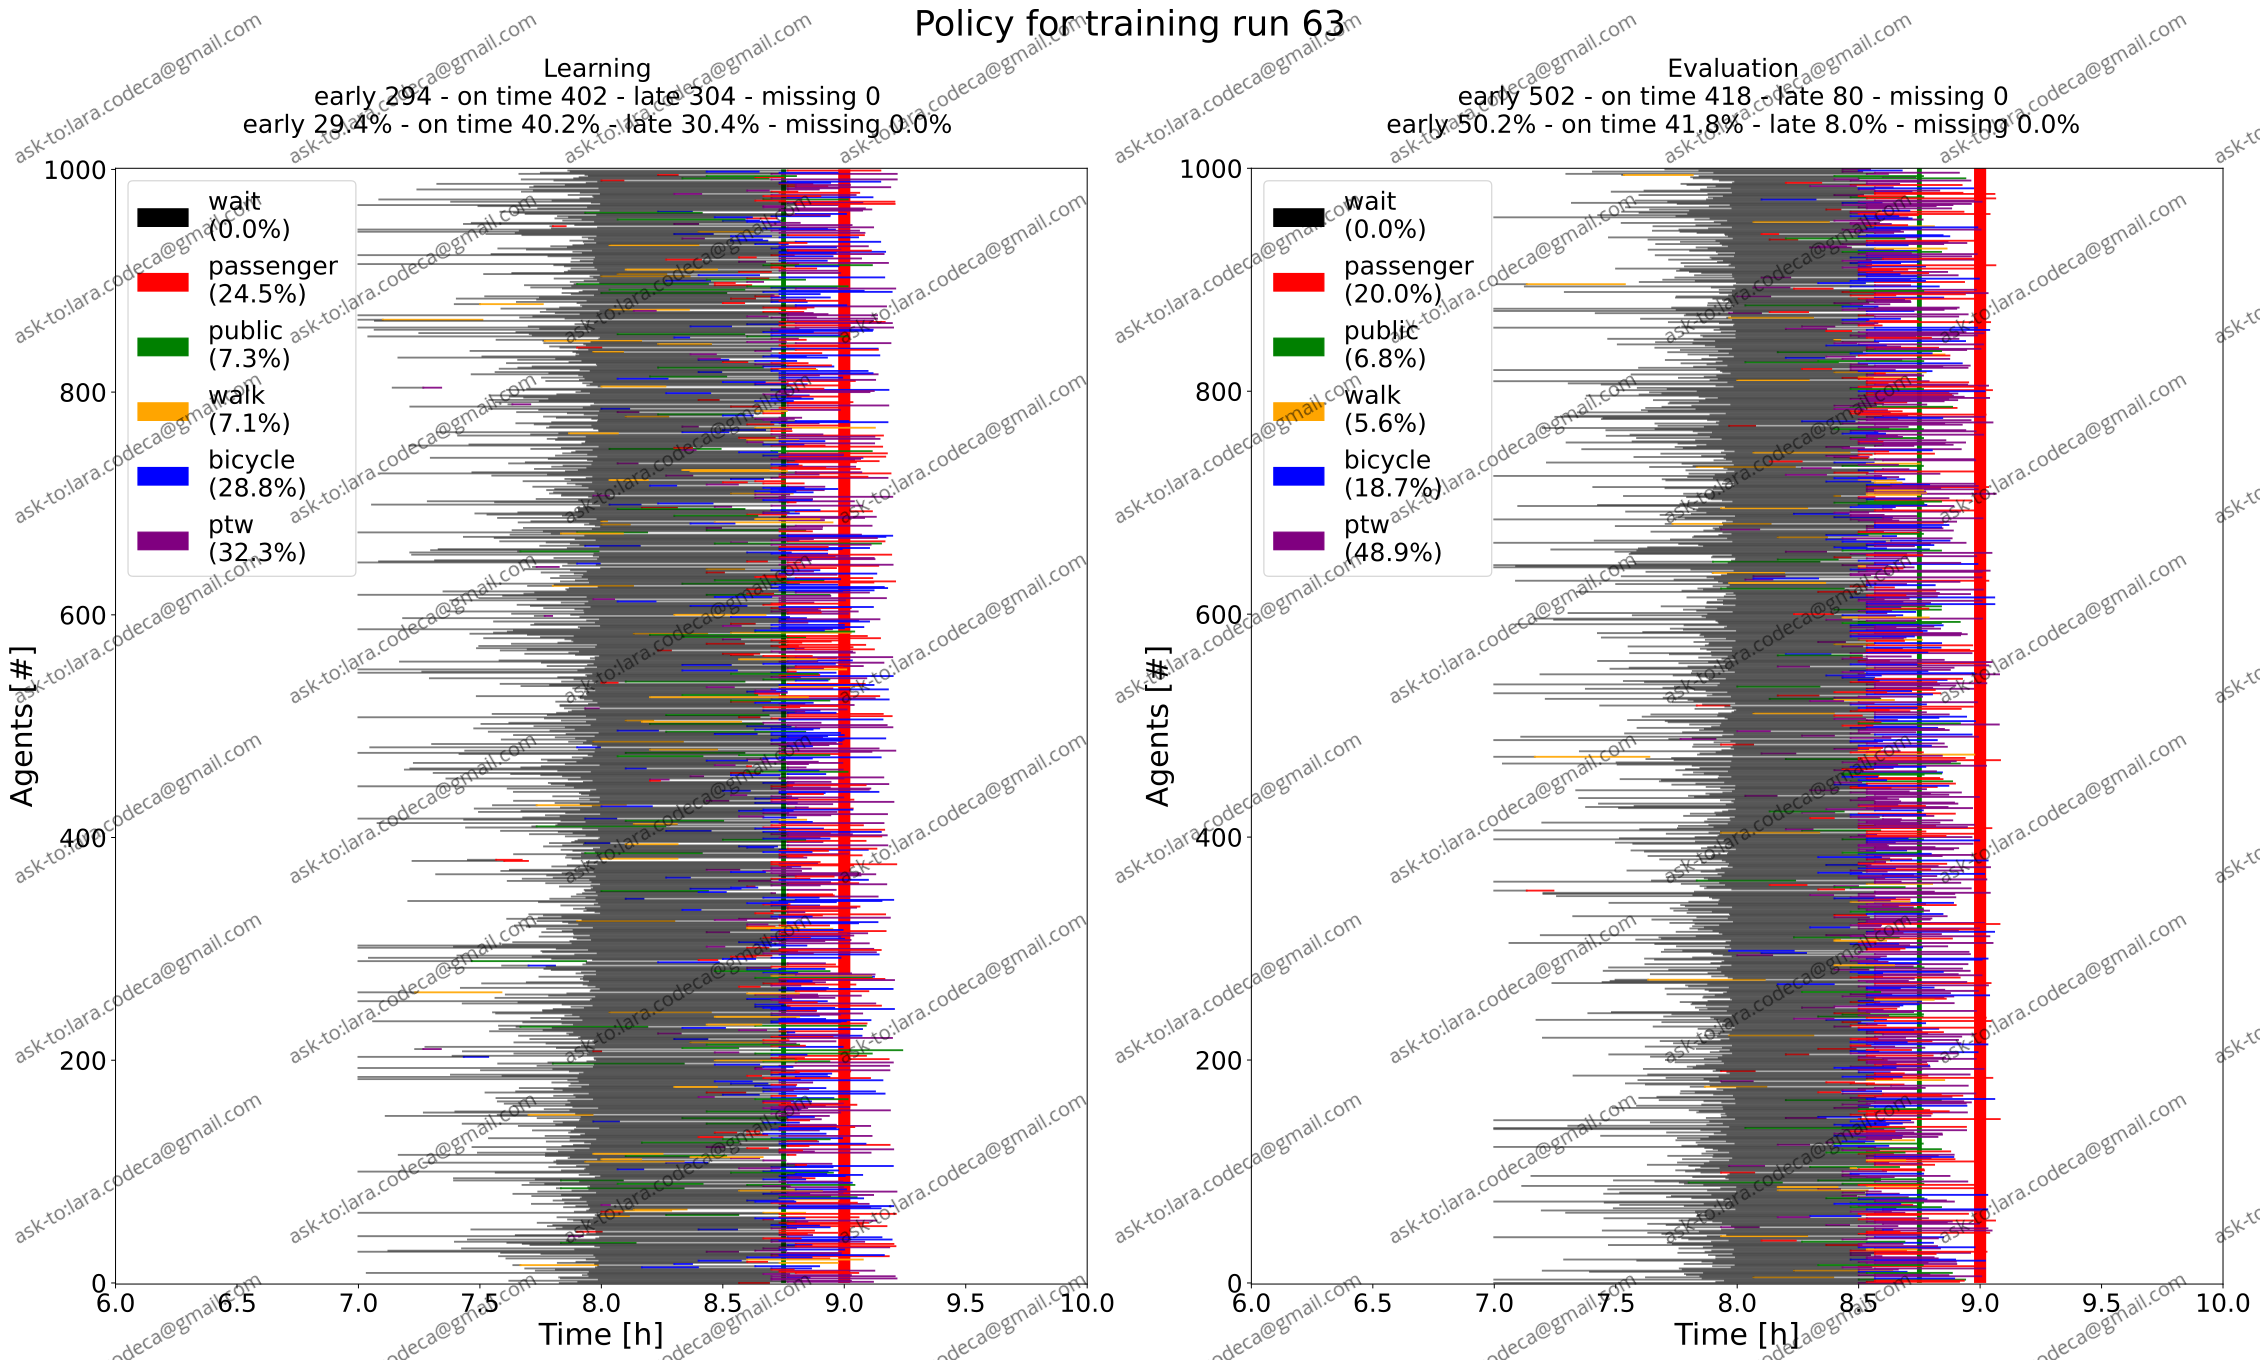 Policy for training run 63
Learning
early 294 - on time 402 - late 304 - missing 0
early 29.4% - on time 40.2% - late 30.4% - missing 0.0%
Agents [#]
1000
800
600
400
200
0
wait
(0.0%)
passenger
(24.5%)
public
(7.3%)
walk
(7.1%)
bicycle
(28.8%)
ptw
(32.3%)
6.0 6.5 7.0 7.5 8.0 8.5 9.0 9.5 10.0
Time [h]
Evaluation
early 502 - on time 418 - late 80 - missing 0
early 50.2% - on time 41.8% - late 8.0% - missing 0.0%
Agents [#]
1000
800
600
400
200
0
wait
(0.0%)
passenger
(20.0%)
public
(6.8%)
walk
(5.6%)
bicycle
(18.7%)
ptw
(48.9%)
6.0 6.5 7.0 7.5 8.0 8.5 9.0 9.5 10.0
Time [h]
ask-to:lara.codeca@gmail.com